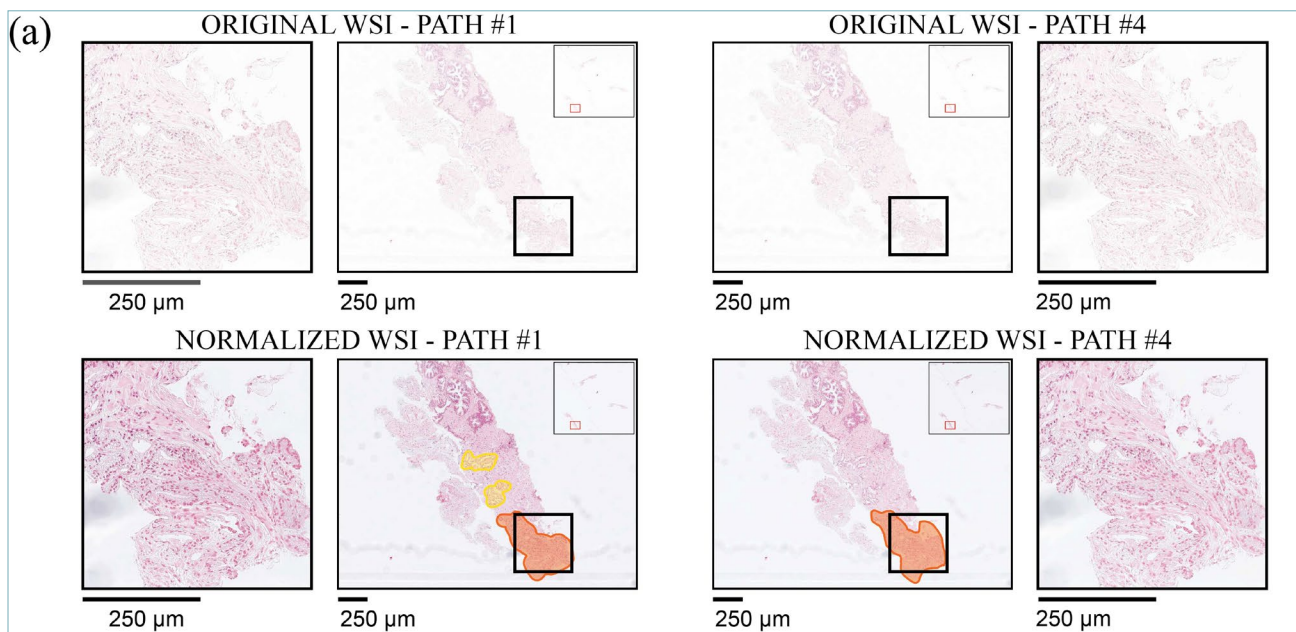 (a)
ORIGINAL WSI - PATH #1
ORIGINAL WSI - PATH #4
250 µm
250 µm
NORMALIZED WSI - PATH #1
NORMALIZED WSI - PATH #4
250 µm
250 µm
250 µm
250 µm
250 µm
250 µm